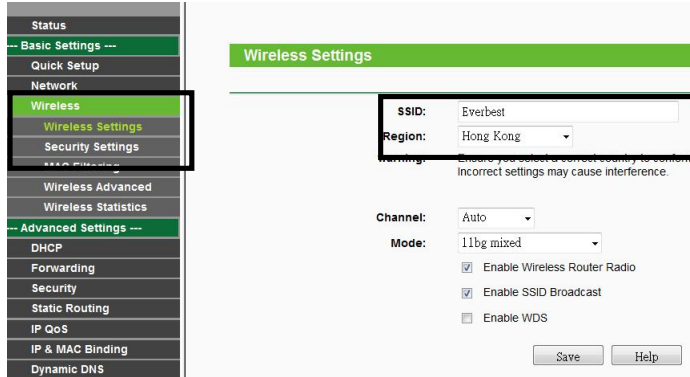 Status
--- Basic Settings ---
Quick Setup
Network
Wireless
Wireless Settings
Security Settings
MAC Filtering
Wireless Advanced
Wireless Statistics
--- Advanced Settings ---
DHCP
Forwarding
Security
Static Routing
IP QoS
IP & MAC Binding
Dynamic DNS
Wireless Settings
SSID: Everbest
Region: Hong Kong
Warning: Ensure you select a correct country to conform
Incorrect settings may cause interference.
Channel: Auto
Mode: 11bg mixed
Enable Wireless Router Radio
Enable SSID Broadcast
Enable WDS
Save Help